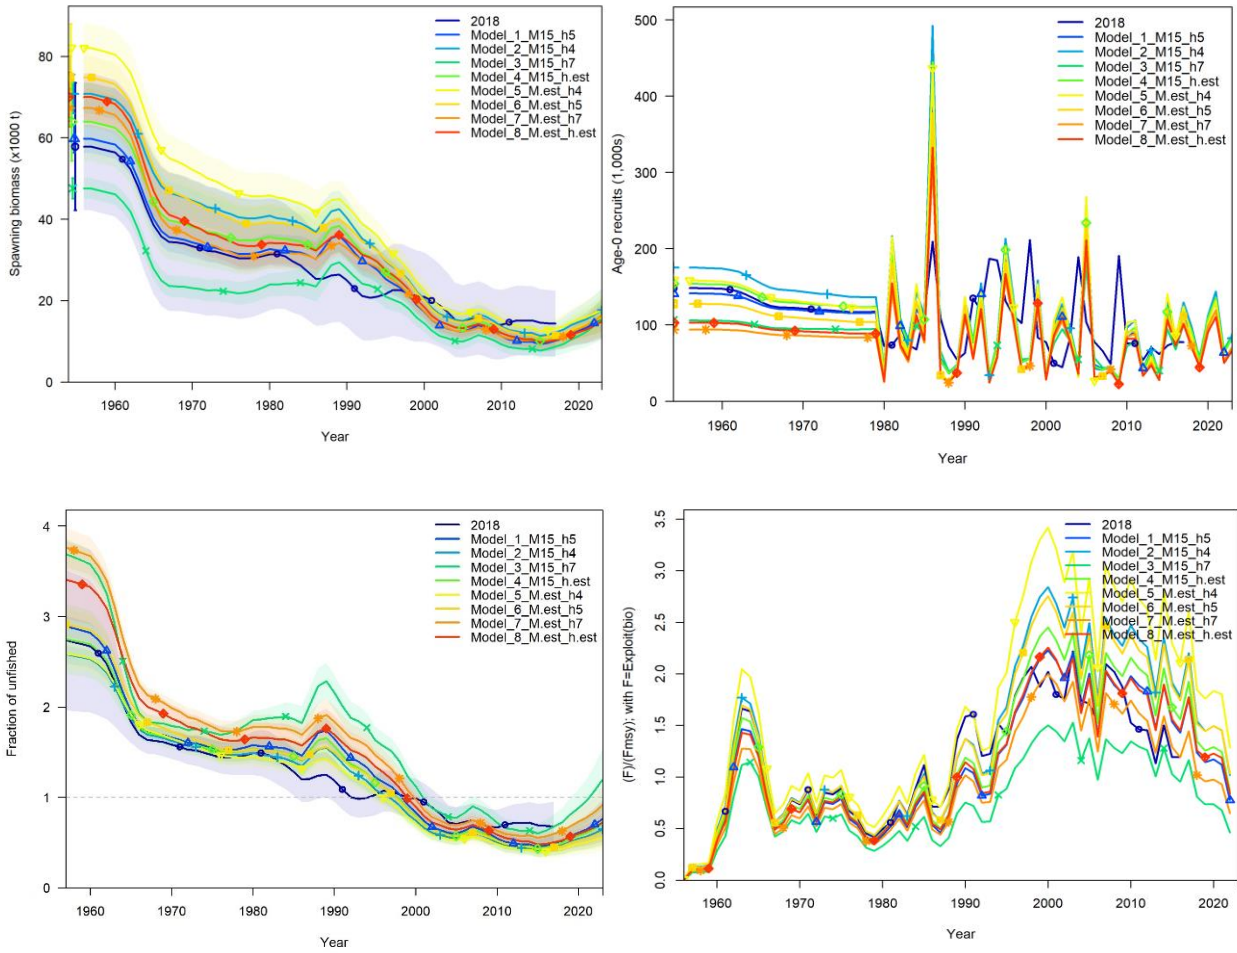 Spawning biomass (x1000 t)
80
60
40
20
0
2018
Model_1_M15_h5
Model_2_M15_h4
Model_3_M15_h7
Model_4_M15_h.est
Model_5_M.est_h4
Model_6_M.est_h5
Model_7_M.est_h7
Model_8_M.est_h.est
1960 1970 1980 1990 2000 2010 2020
Year
Age-0 recruits (1,000s)
500
400
300
200
100
0
2018
Model_1_M15_h5
Model_2_M15_h4
Model_3_M15_h7
Model_4_M15_h.est
Model_5_M.est_h4
Model_6_M.est_h5
Model_7_M.est_h7
Model_8_M.est_h.est
1960 1970 1980 1990 2000 2010 2020
Year
Fraction of unfished
4
3
2
1
0
2018
Model_1_M15_h5
Model_2_M15_h4
Model_3_M15_h7
Model_4_M15_h.est
Model_5_M.est_h4
Model_6_M.est_h5
Model_7_M.est_h7
Model_8_M.est_h.est
1960 1970 1980 1990 2000 2010 2020
Year
(F)/(Fmsy); with F=Exploit(bio)
3.5
3.0
2.5
2.0
1.5
1.0
0.5
0.0
2018
Model_1_M15_h5
Model_2_M15_h4
Model_3_M15_h7
Model_4_M15_h.est
Model_5_M.est_h4
Model_6_M.est_h5
Model_7_M.est_h7
Model_8_M.est_h.est
1960 1970 1980 1990 2000 2010 2020
Year